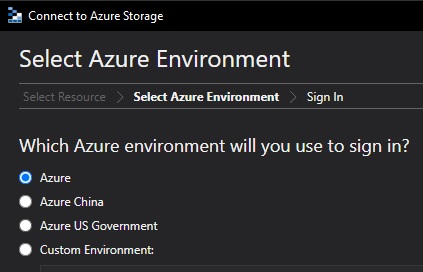 Connect to Azure Storage
Select Azure Environment
Select Resource > Select Azure Environment > Sign In
Which Azure environment will you use to sign in?
Azure
Azure China
Azure US Government
Custom Environment: